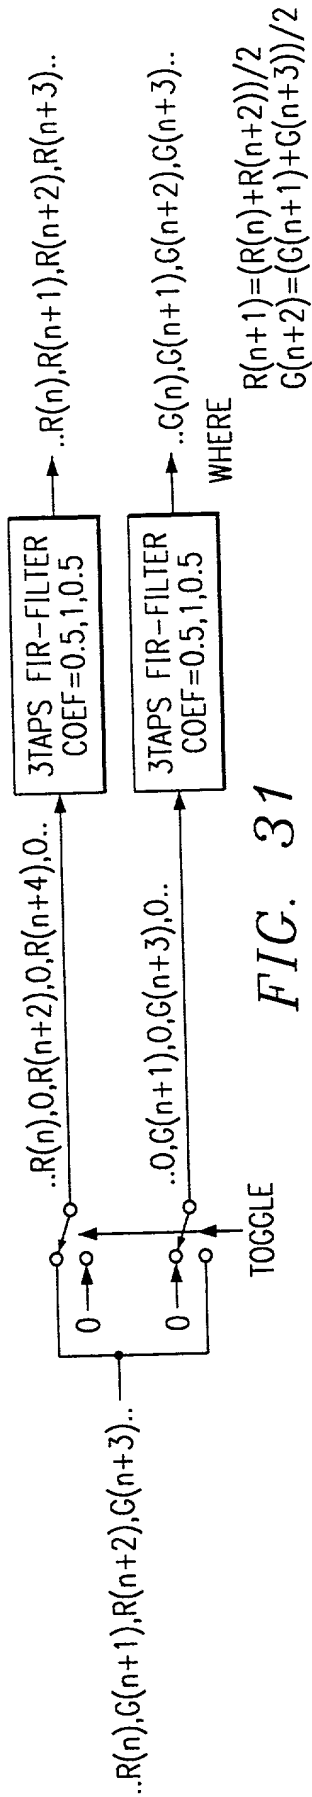 ..R(n),G(n+1),R(n+2),G(n+3)..
0
0
TOGGLE
..R(n),0,R(n+2),0,R(n+4),0..
..0,G(n+1),0,G(n+3),0..
3TAPS FIR-FILTER
COEF=0.5,1,0.5
3TAPS FIR-FILTER
COEF=0.5,1,0.5
..R(n),R(n+1),R(n+2),R(n+3)..
..G(n),G(n+1),G(n+2),G(n+3)..
WHERE
R(n+1)=(R(n)+R(n+2))/2
G(n+2)=(G(n+1)+G(n+3))/2
FIG. 31